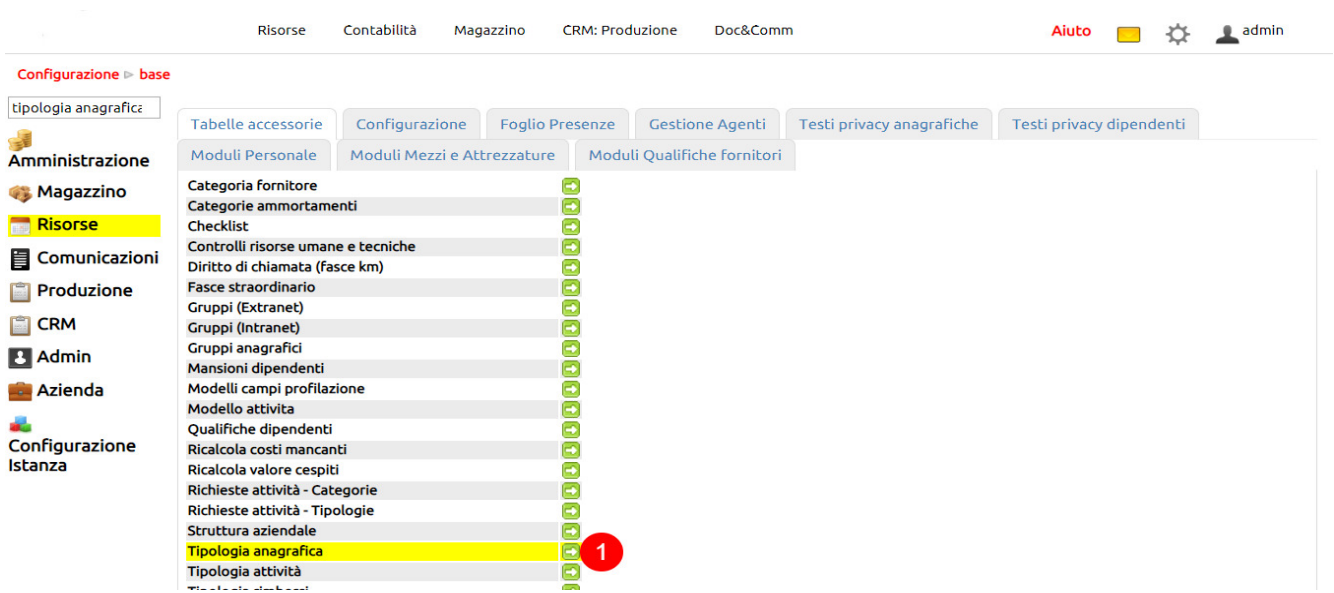 Risorse Contabilità Magazzino CRM: Produzione Doc&Comm Aiuto admin
Configurazione ▹ base
tipologia anagrafica
Amministrazione
Magazzino
Risorse
Comunicazioni
Produzione
CRM
Admin
Azienda
Configurazione
Istanza
Tabelle accessorie Configurazione Foglio Presenze Gestione Agenti Testi privacy anagrafiche Testi privacy dipendenti
Moduli Personale Moduli Mezzi e Attrezzature Moduli Qualifiche fornitori
Categoria fornitore
Categorie ammortamenti
Checklist
Controlli risorse umane e tecniche
Diritto di chiamata (fasce km)
Fasce straordinario
Gruppi (Extranet)
Gruppi (Intranet)
Gruppi anagrafici
Mansioni dipendenti
Modelli campi profilazione
Modello attivita
Qualifiche dipendenti
Ricalcola costi mancanti
Ricalcola valore cespiti
Richieste attività - Categorie
Richieste attività - Tipologie
Struttura aziendale
Tipologia anagrafica 1
Tipologia attività
Tipologia rimborsi